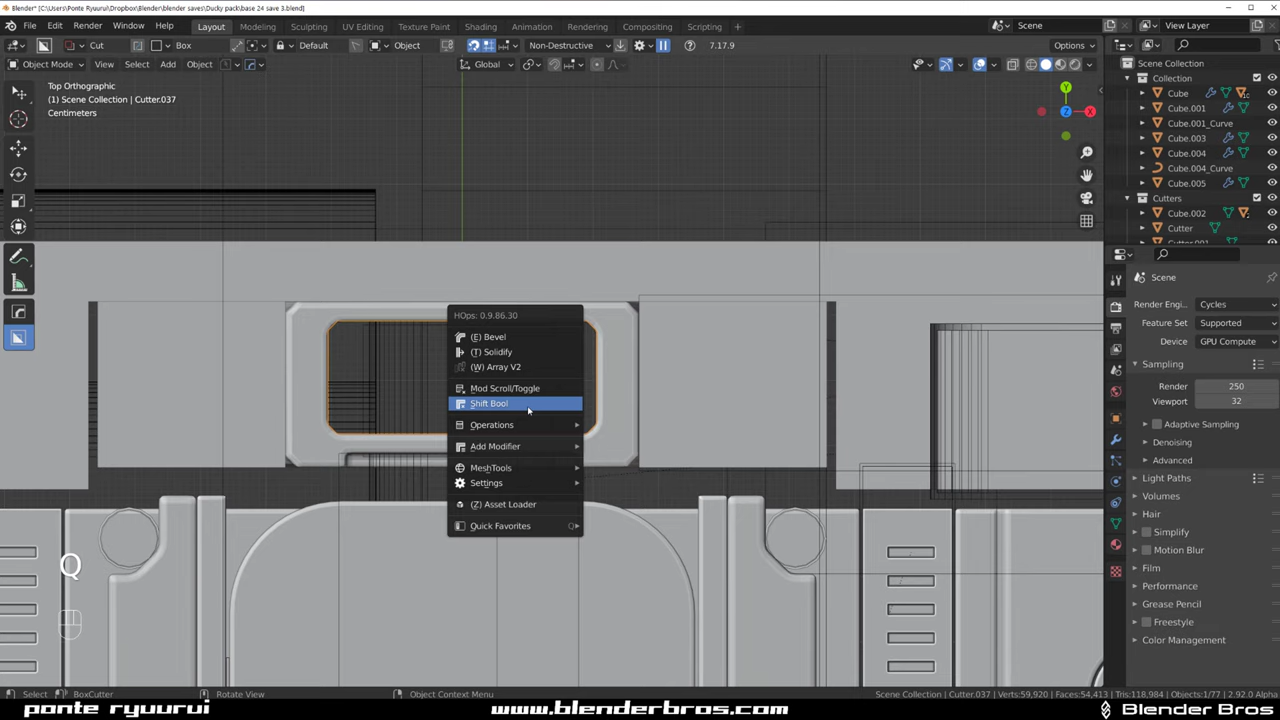 Blender* [C:\Users\Ponte Ryuurui\Dropbox\Blender\blender saves\Ducky pack\base 24 save 3.blend]
File Edit Render Window Help Layout Modeling Sculpting UV Editing Texture Paint Shading Animation Rendering Compositing Geometry Nodes Scripting + Scene View Layer
Cut Box Default Object Non-Destructive 7.17.9 Options
Object Mode View Select Add Object Global
Top Orthographic
(1) Scene Collection | Cutter.037
Centimeters
Y
Z
X
Scene Collection
Collection
Cube
Cube.001
Cube.001_Curve
Cube.003
Cube.004
Cube.004_Curve
Cube.005
Cutters
Cube.002
Cutter
Cutter.001
HOps: 0.9.86.30
(E) Bevel
(T) Solidify
(W) Array V2
Mod Scroll/Toggle
Shift Bool
Operations
Add Modifier
MeshTools
Settings
(Z) Asset Loader
Quick Favorites Q
Q
Scene
Render Engi... Cycles
Feature Set Supported
Device GPU Compute
Sampling
Render 250
Viewport 32
Adaptive Sampling
Denoising
Advanced
Light Paths
Volumes
Hair
Simplify
Motion Blur
Film
Performance
Grease Pencil
Freestyle
Color Management
Select BoxCutter Rotate View Object Context Menu Scene Collection | Cutter.037 Verts:59,920 | Faces:54,413 | Tris:118,984 | Objects:1/77 | 2.92.0 Alpha
ponte ryuurui www.blenderbros.com Blender Bros